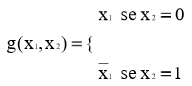 x₁ se x₂ = 0
g(x₁,x₂) = {
x̄₁ se x₂ = 1